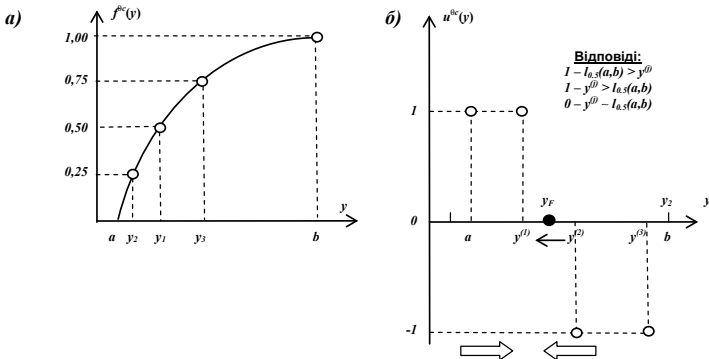 а)
f^{θc}(y)
1,00
0,75
0,50
0,25
y
a y₂ y₁ y₃ b
б)
u^{θc}(y)
Відповіді:
1 – l₀.₅(a,b) > y^{(j)}
1 – y^{(j)} > l₀.₅(a,b)
0 – y^{(j)} – l₀.₅(a,b)
1
y_F y₂ y
0
a y^{(1)} y^{(2)} y^{(3)} b
-1